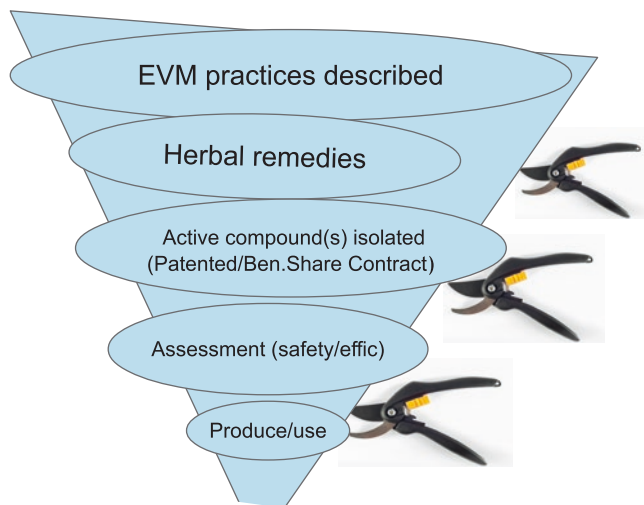 EVM practices described
Herbal remedies
Active compound(s) isolated
(Patented/Ben.Share Contract)
Assessment (safety/effic)
Produce/use